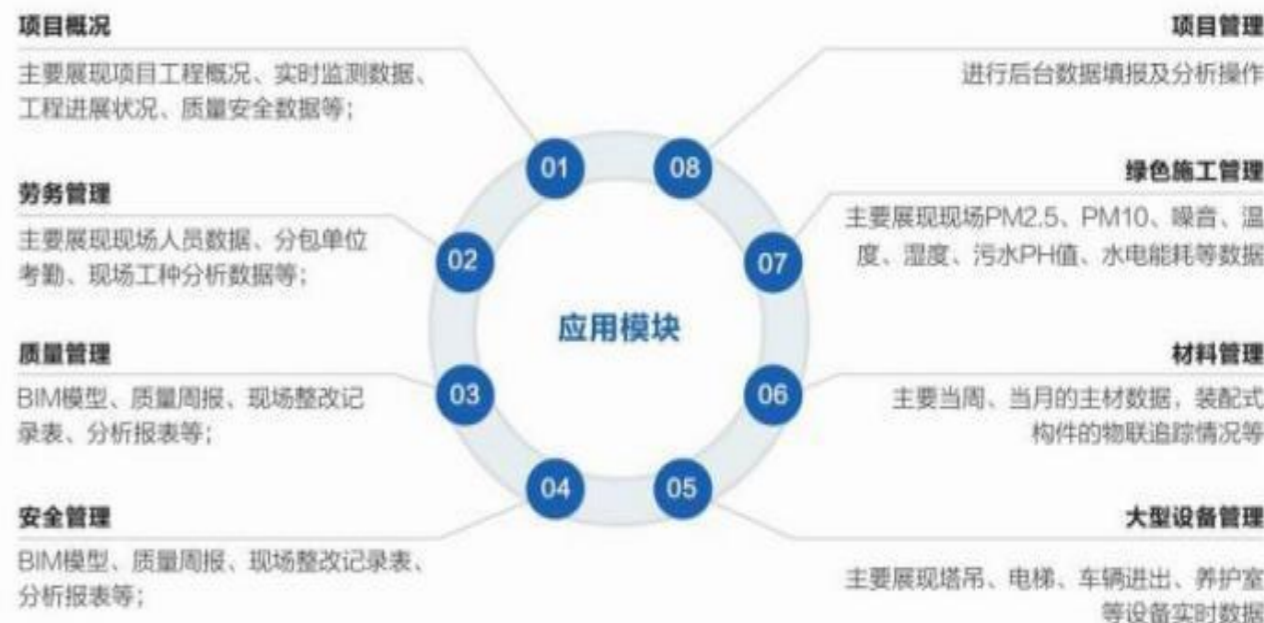 项目概况
主要展现项目工程概况、实时监测数据、
工程进展状况、质量安全数据等；
劳务管理
主要展现现场人员数据、分包单位
考勤、现场工种分析数据等；
质量管理
BIM模型、质量周报、现场整改记
录表、分析报表等；
安全管理
BIM模型、质量周报、现场整改记录表、
分析报表等；
01
02
03
04
应用模块
08
07
06
05
项目管理
进行后台数据填报及分析操作
绿色施工管理
主要展现现场PM2.5、PM10、噪音、温
度、湿度、污水PH值、水电能耗等数据
材料管理
主要当周、当月的主材数据，装配式
构件的物联追踪情况等
大型设备管理
主要展现塔吊、电梯、车辆进出、养护室
等设备实时数据